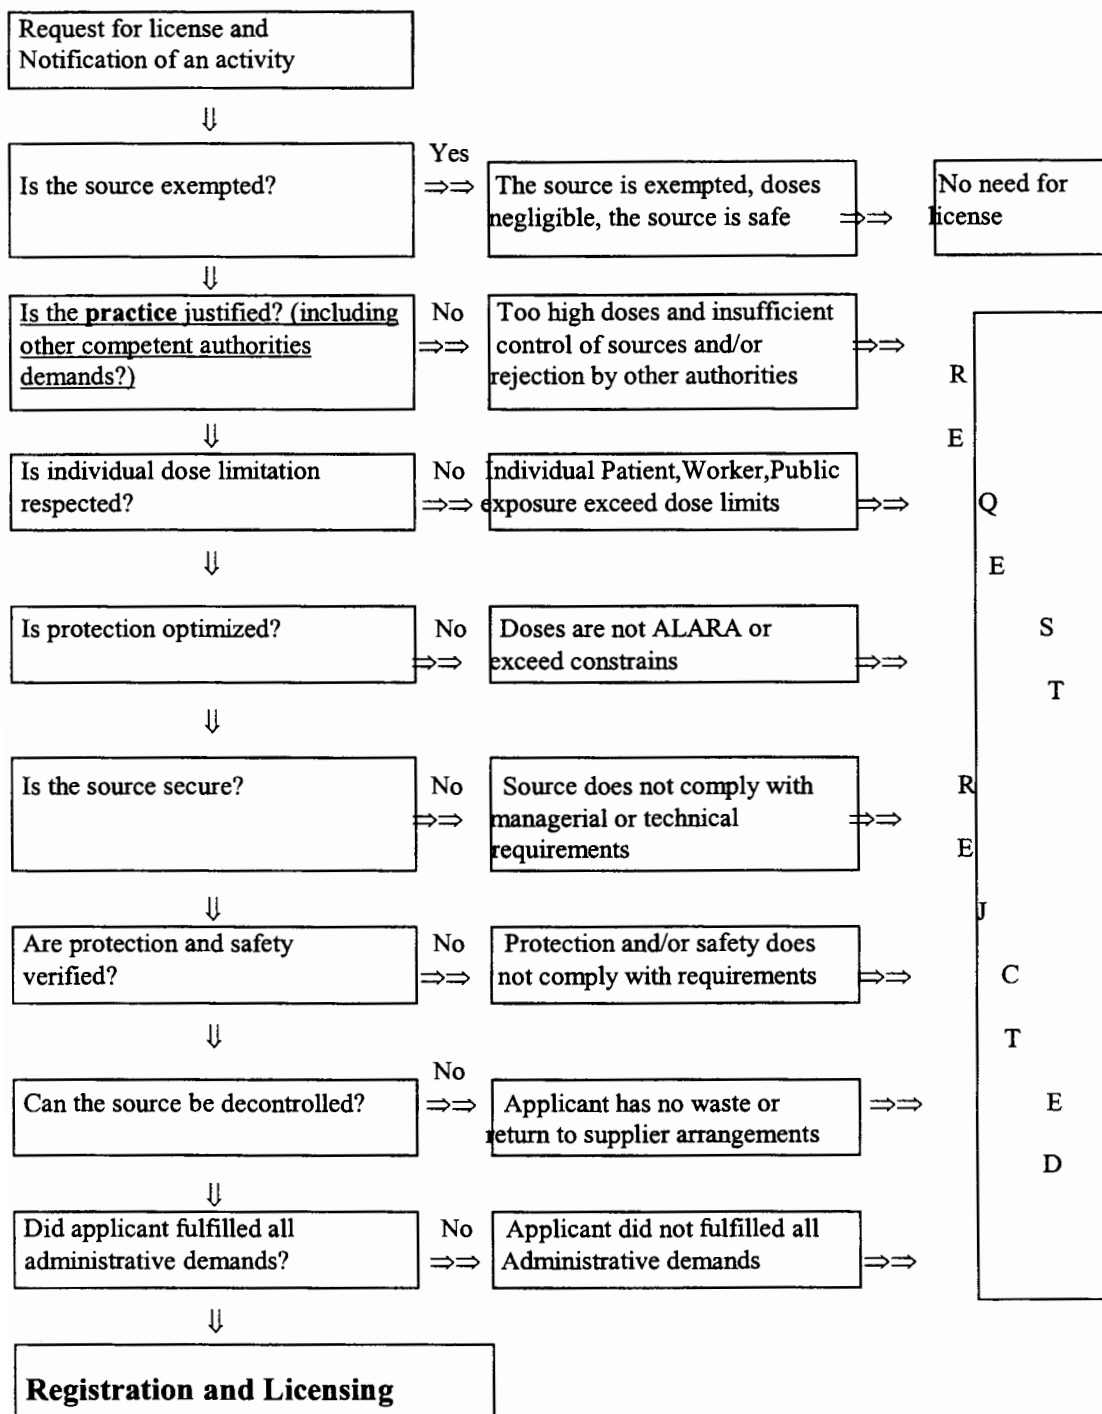 Request for license and
Notification of an activity
⇓
Is the source exempted?
Yes
⇒⇒
The source is exempted, doses
negligible, the source is safe
⇒⇒
No need for
license
⇓
Is the practice justified? (including
other competent authorities
demands?)
No
⇒⇒
Too high doses and insufficient
control of sources and/or
rejection by other authorities
⇒⇒
⇓
Is individual dose limitation
respected?
No
⇒⇒
Individual Patient,Worker,Public
exposure exceed dose limits
⇒⇒
⇓
Is protection optimized?
No
⇒⇒
Doses are not ALARA or
exceed constrains
⇒⇒
⇓
Is the source secure?
No
⇒⇒
Source does not comply with
managerial or technical
requirements
⇒⇒
⇓
Are protection and safety
verified?
No
⇒⇒
Protection and/or safety does
not comply with requirements
⇒⇒
⇓
Can the source be decontrolled?
No
⇒⇒
Applicant has no waste or
return to supplier arrangements
⇒⇒
⇓
Did applicant fulfilled all
administrative demands?
No
⇒⇒
Applicant did not fulfilled all
Administrative demands
⇒⇒
⇓
Registration and Licensing
R
E
Q
E
S
T
R
E
J
C
T
E
D